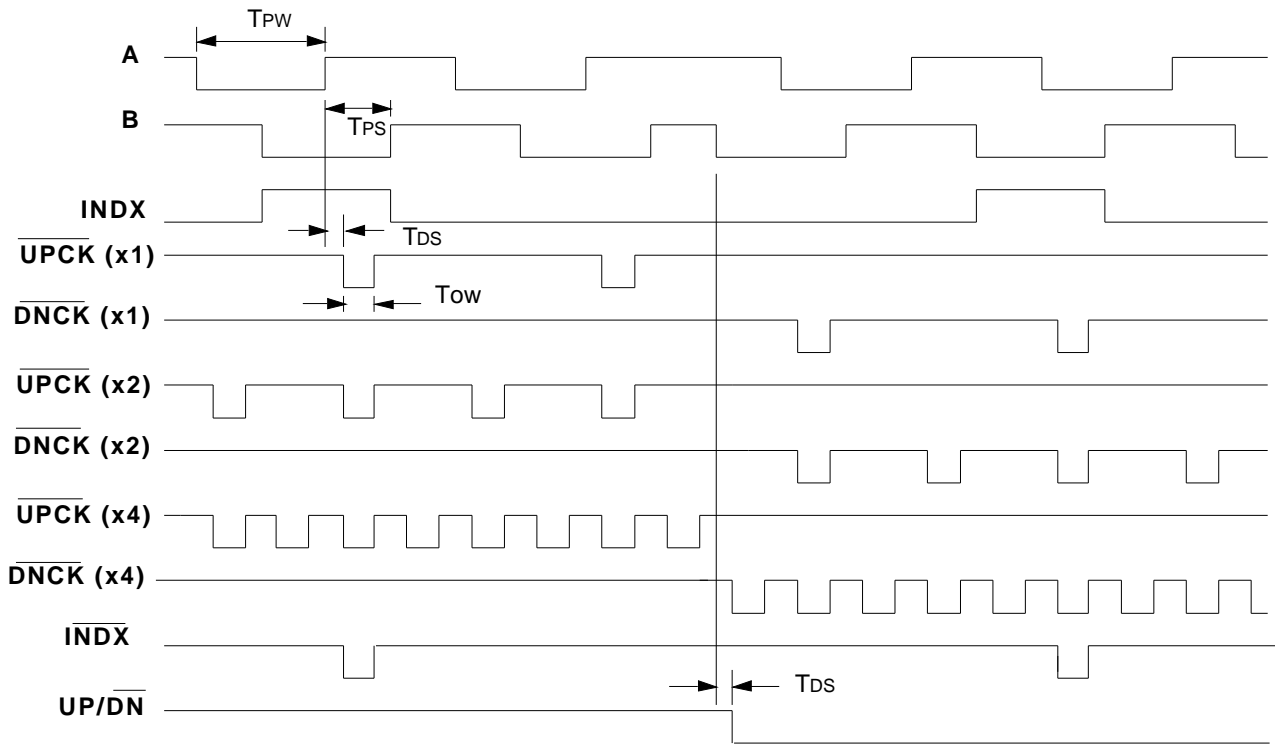 TPW
A
B
TPS
INDX
TDS
UPCK (x1)
TOW
DNCK (x1)
UPCK (x2)
DNCK (x2)
UPCK (x4)
DNCK (x4)
INDX
TDS
UP/DN